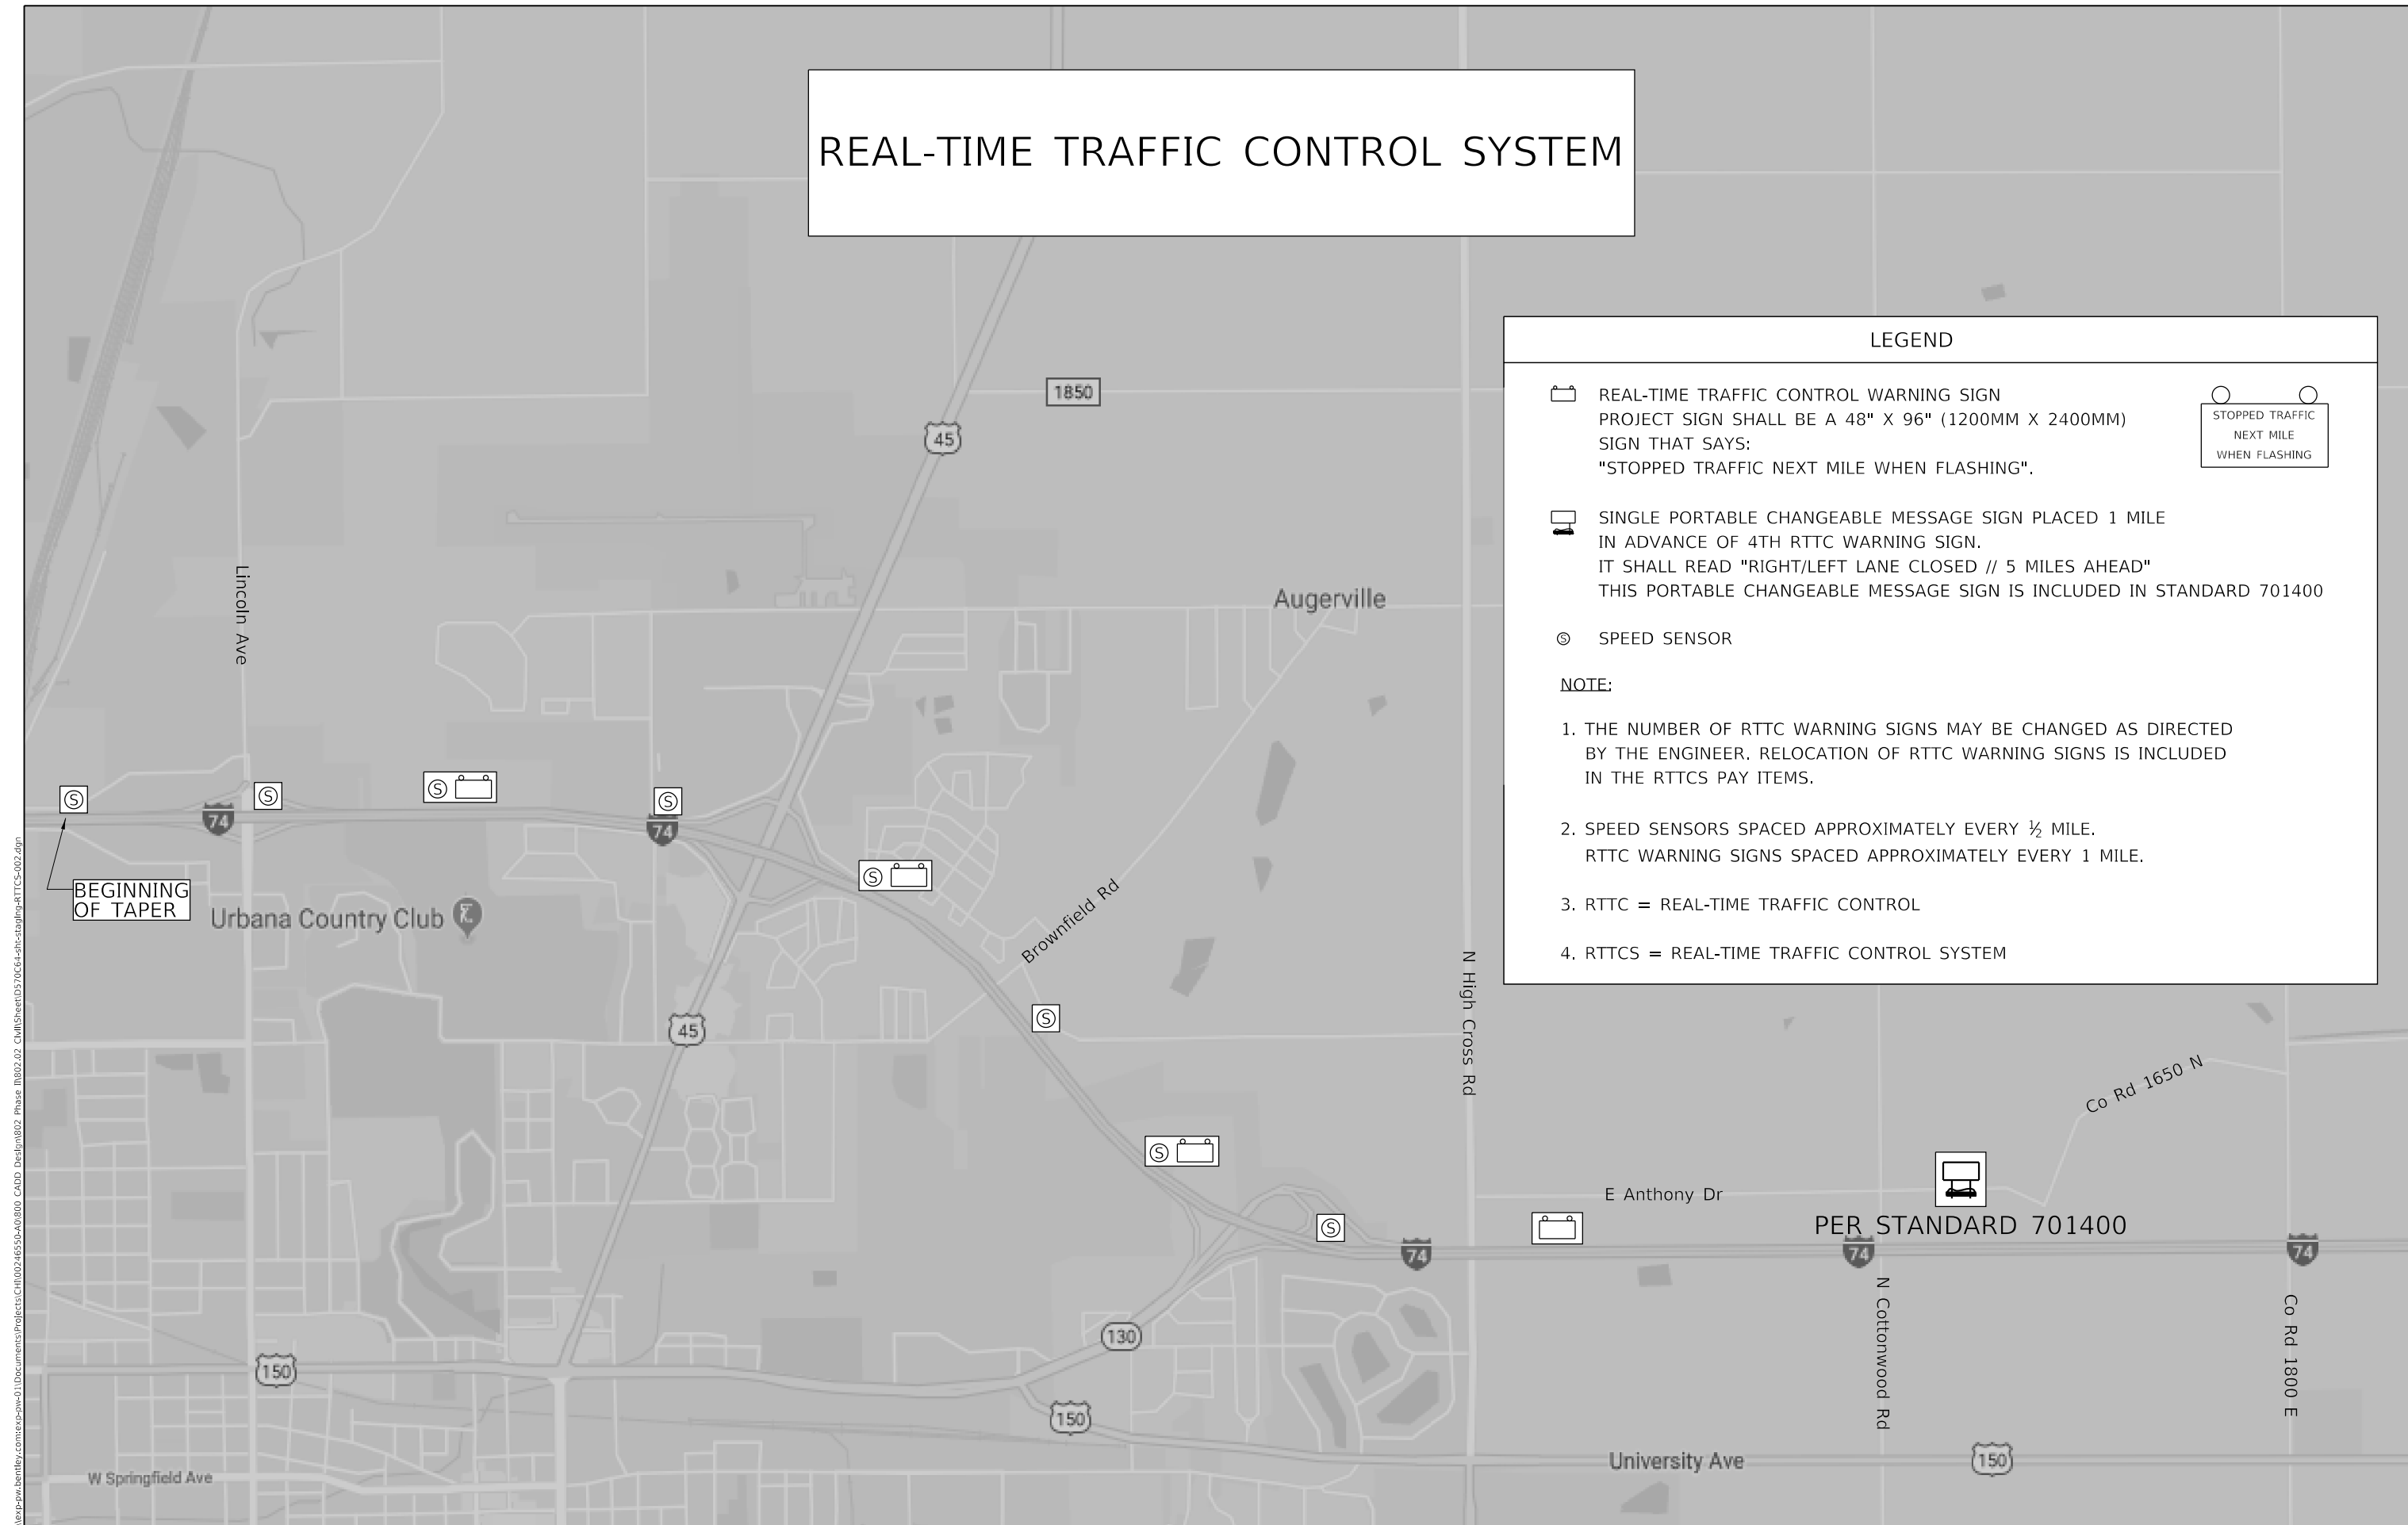 REAL-TIME TRAFFIC CONTROL SYSTEM
LEGEND
REAL-TIME TRAFFIC CONTROL WARNING SIGN
PROJECT SIGN SHALL BE A 48" X 96" (1200MM X 2400MM)
SIGN THAT SAYS:
"STOPPED TRAFFIC NEXT MILE WHEN FLASHING".
STOPPED TRAFFIC
NEXT MILE
WHEN FLASHING
SINGLE PORTABLE CHANGEABLE MESSAGE SIGN PLACED 1 MILE
IN ADVANCE OF 4TH RTTC WARNING SIGN.
IT SHALL READ "RIGHT/LEFT LANE CLOSED // 5 MILES AHEAD"
THIS PORTABLE CHANGEABLE MESSAGE SIGN IS INCLUDED IN STANDARD 701400
S SPEED SENSOR
NOTE:
1. THE NUMBER OF RTTC WARNING SIGNS MAY BE CHANGED AS DIRECTED
BY THE ENGINEER. RELOCATION OF RTTC WARNING SIGNS IS INCLUDED
IN THE RTTCS PAY ITEMS.
2. SPEED SENSORS SPACED APPROXIMATELY EVERY ½ MILE.
RTTC WARNING SIGNS SPACED APPROXIMATELY EVERY 1 MILE.
3. RTTC = REAL-TIME TRAFFIC CONTROL
4. RTTCS = REAL-TIME TRAFFIC CONTROL SYSTEM
1850
45
Augerville
Lincoln Ave
S
S
S
S
74
74
BEGINNING
OF TAPER
Urbana Country Club
S
Brownfield Rd
45
S
N High Cross Rd
Co Rd 1650 N
S
E Anthony Dr
S
PER STANDARD 701400
74
74
74
N Cottonwood Rd
Co Rd 1800 E
130
150
150
University Ave
150
W Springfield Ave